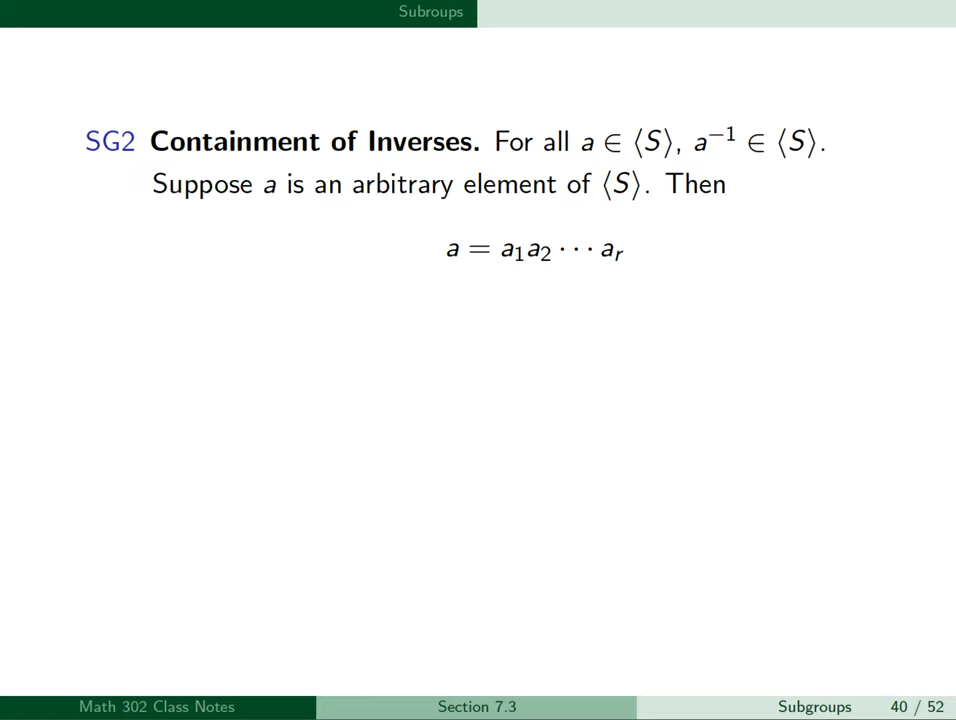 Subroups
SG2 Containment of Inverses. For all a ∈ ⟨S⟩, a⁻¹ ∈ ⟨S⟩.
Suppose a is an arbitrary element of ⟨S⟩. Then
a = a₁a₂ ⋯ aᵣ
Math 302 Class Notes Section 7.3 Subgroups 40 / 52